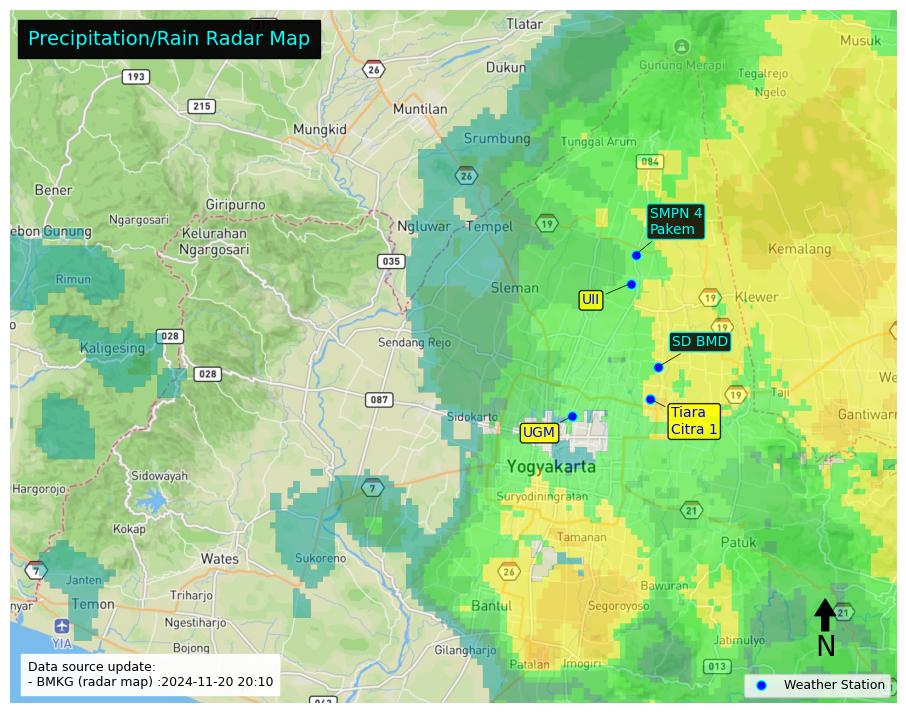 Precipitation/Rain Radar Map
Tlatar
Musuk
26
Gunung Merapi
193
Dukun
Tegalrejo
Ngelo
215
Muntilan
Mungkid
Srumbung
Tunggal Arum
084
26
Bener
Giripurno
SMPN 4
Pakem
Ngargosari
Ngluwar
Tempel
19
ebon Gunung
Kelurahan
Ngargosari
Kemalang
035
Rimun
Sleman
UII
19
Klewer
19
028
Sendang Rejo
SD BMD
Kaligesing
028
We
087
19
Taji
Sidokarto
Tiara
Citra 1
Gantiwarn
UGM
Yogyakarta
Sidowayah
Hargorojo
7
Suryodiningratan
21
Kokap
Tamanan
Patuk
Wates
Sukoreno
7
26
Bawuran
Janten
Triharjo
Temon
nyar
Bantul
Segoroyoso
21
Ngestiharjo
YIA
N
Jatimulyo
Bojong
Gilangharjo
Patalan
Imogiri
013
Data source update:
- BMKG (radar map) :2024-11-20 20:10
Weather Station